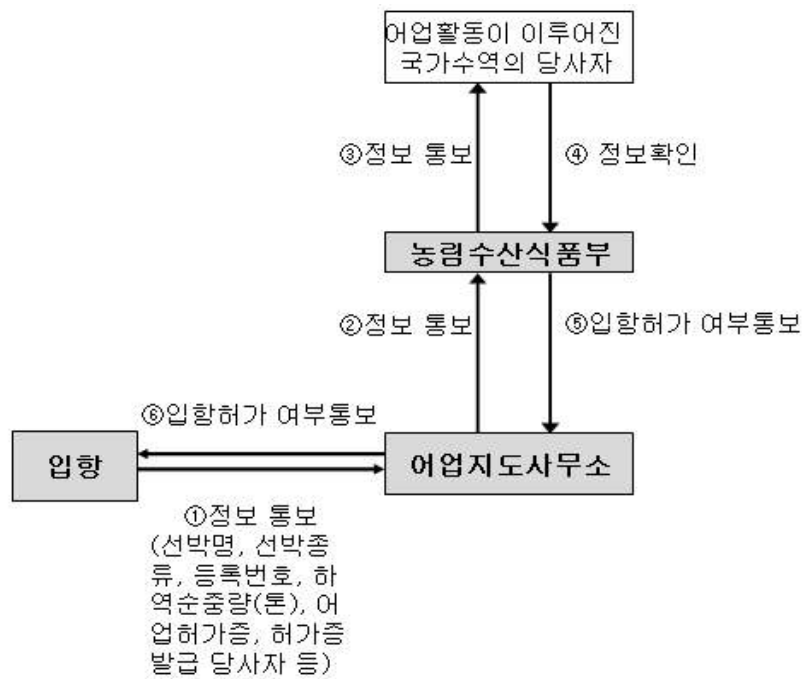 어업활동이 이루어진
국가수역의 당사자
③정보 통보
④ 정보확인
농림수산식품부
②정보 통보
⑤입항허가 여부통보
⑥입항허가 여부통보
입항
어업지도사무소
①정보 통보
(선박명, 선박종
류, 등록번호, 하
역순중량(톤), 어
업허가증, 허가증
발급 당사자 등)